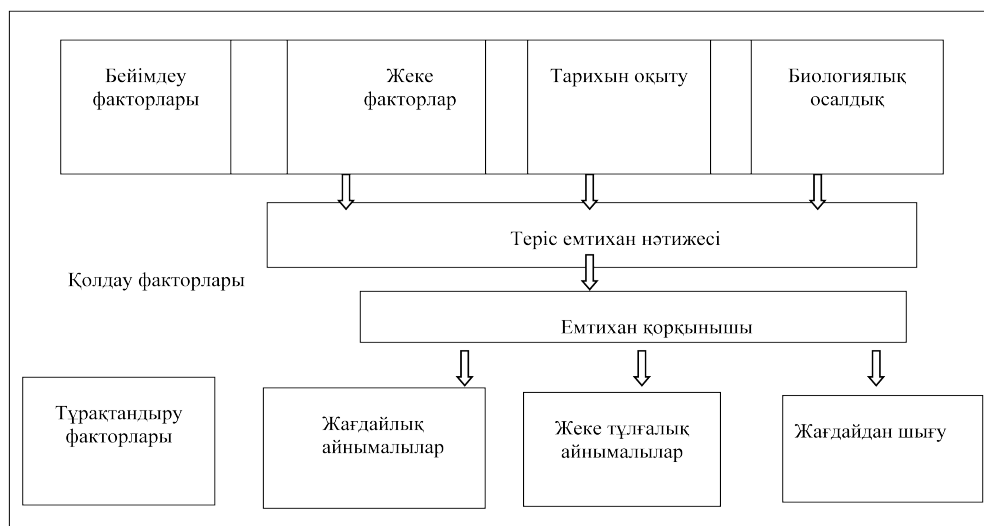 Бейімдеу
факторлары
Жеке
факторлар
Тарихын оқыту
Биологиялық
осалдық
Теріс емтихан нәтижесі
Қолдау факторлары
Емтихан қорқынышы
Тұрақтандыру
факторлары
Жағдайлық
айнымалылар
Жеке тұлғалық
айнымалылар
Жағдайдан шығу